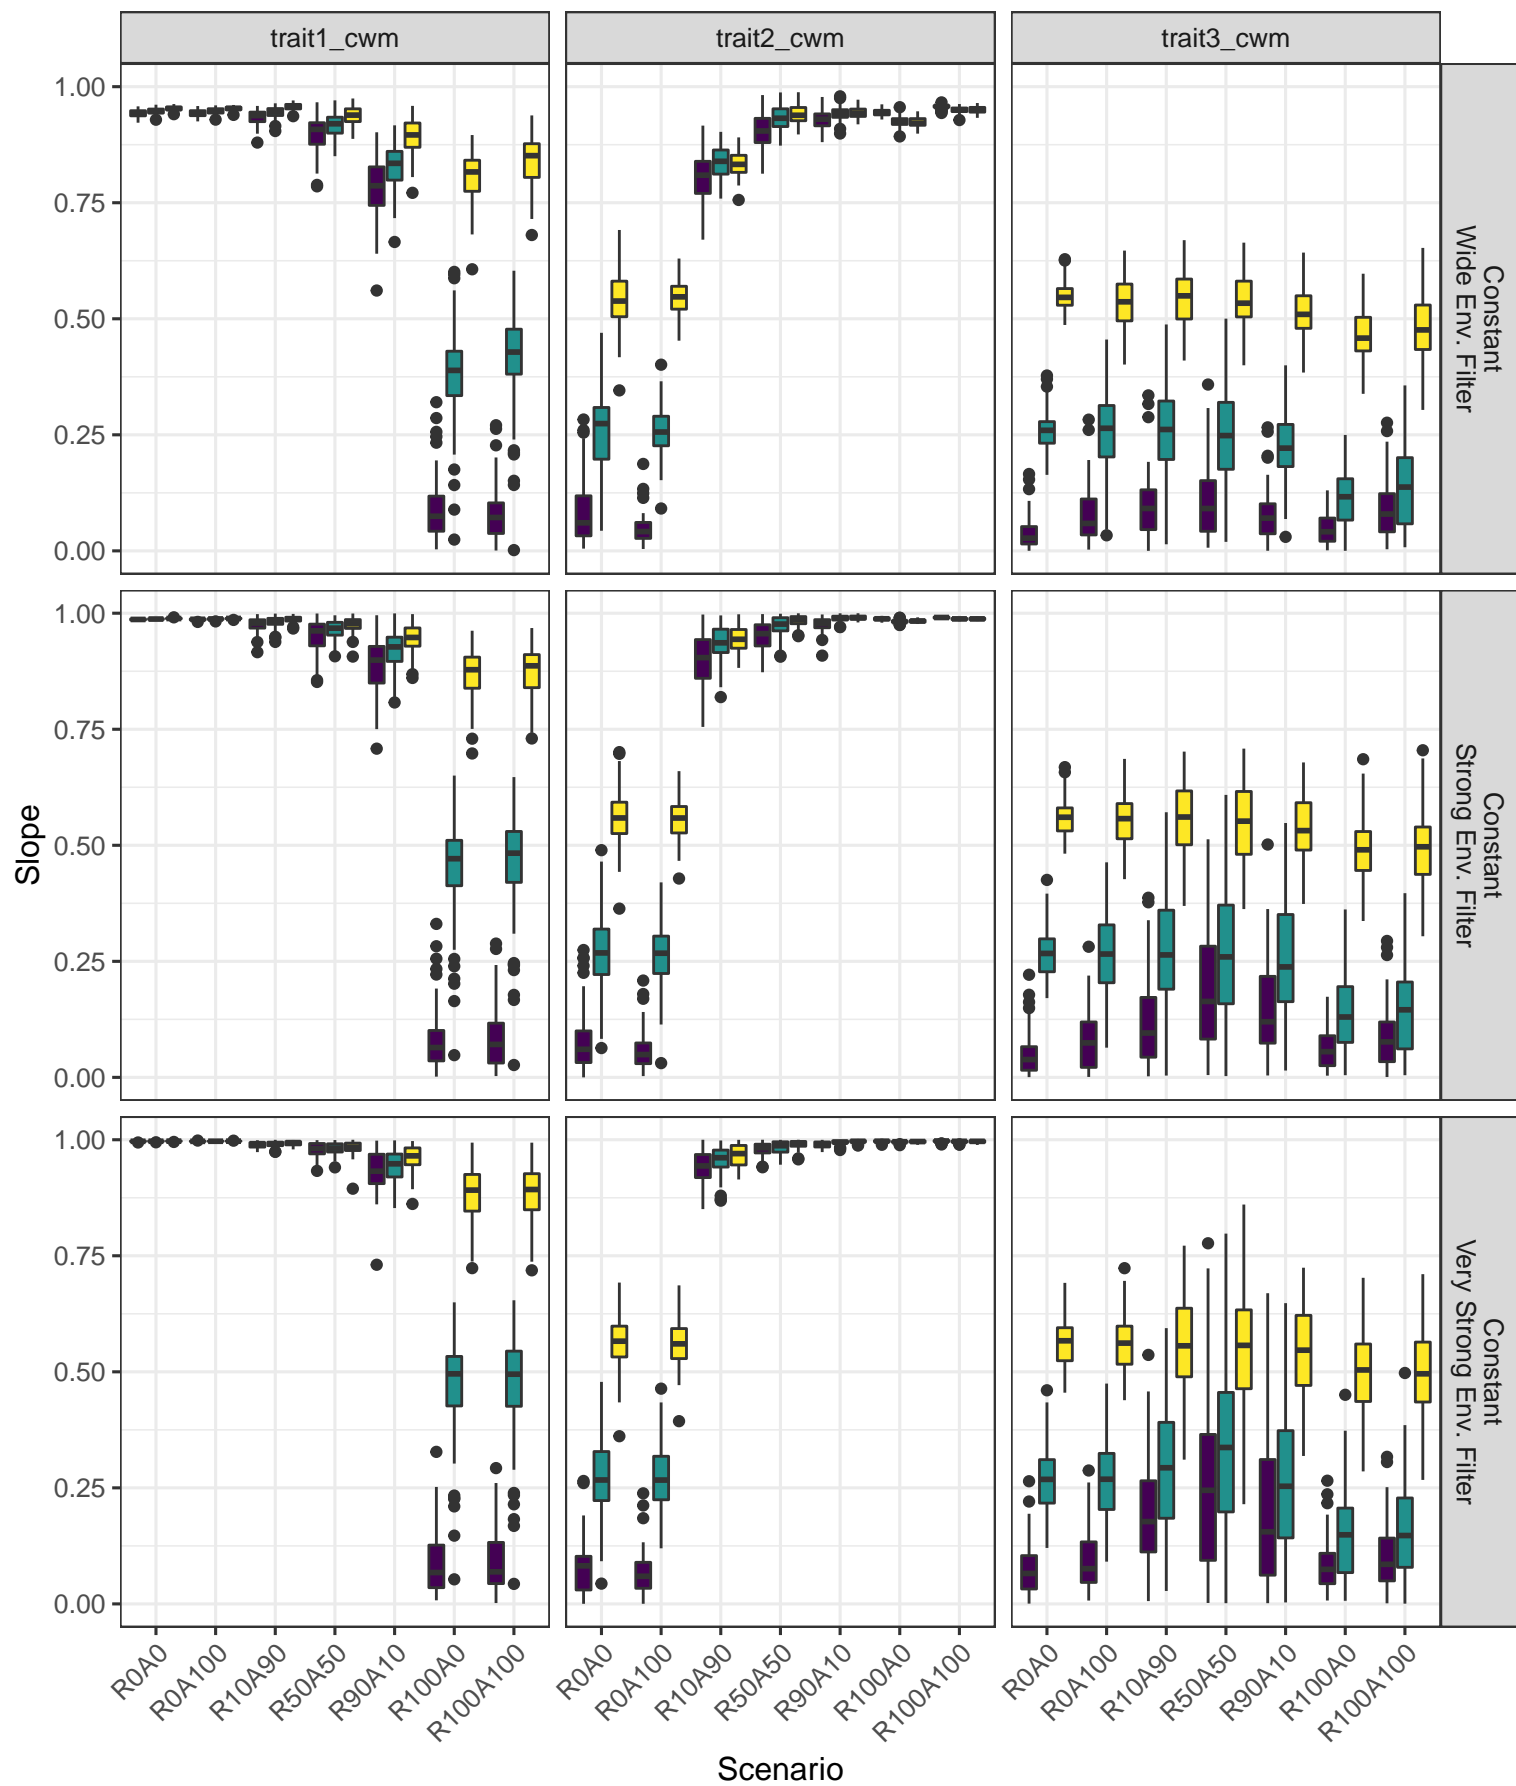 trait1_cwm
trait2_cwm
trait3_cwm
1.00
0.75
0.50
0.25
0.00
Constant
Wide Env. Filter
1.00
0.75
0.50
0.25
0.00
Constant
Strong Env. Filter
1.00
0.75
0.50
0.25
0.00
Constant
Very Strong Env. Filter
Slope
R0A0
R0A100
R10A90
R50A50
R90A10
R100A0
R100A100
R0A0
R0A100
R10A90
R50A50
R90A10
R100A0
R100A100
R0A0
R0A100
R10A90
R50A50
R90A10
R100A0
R100A100
Scenario